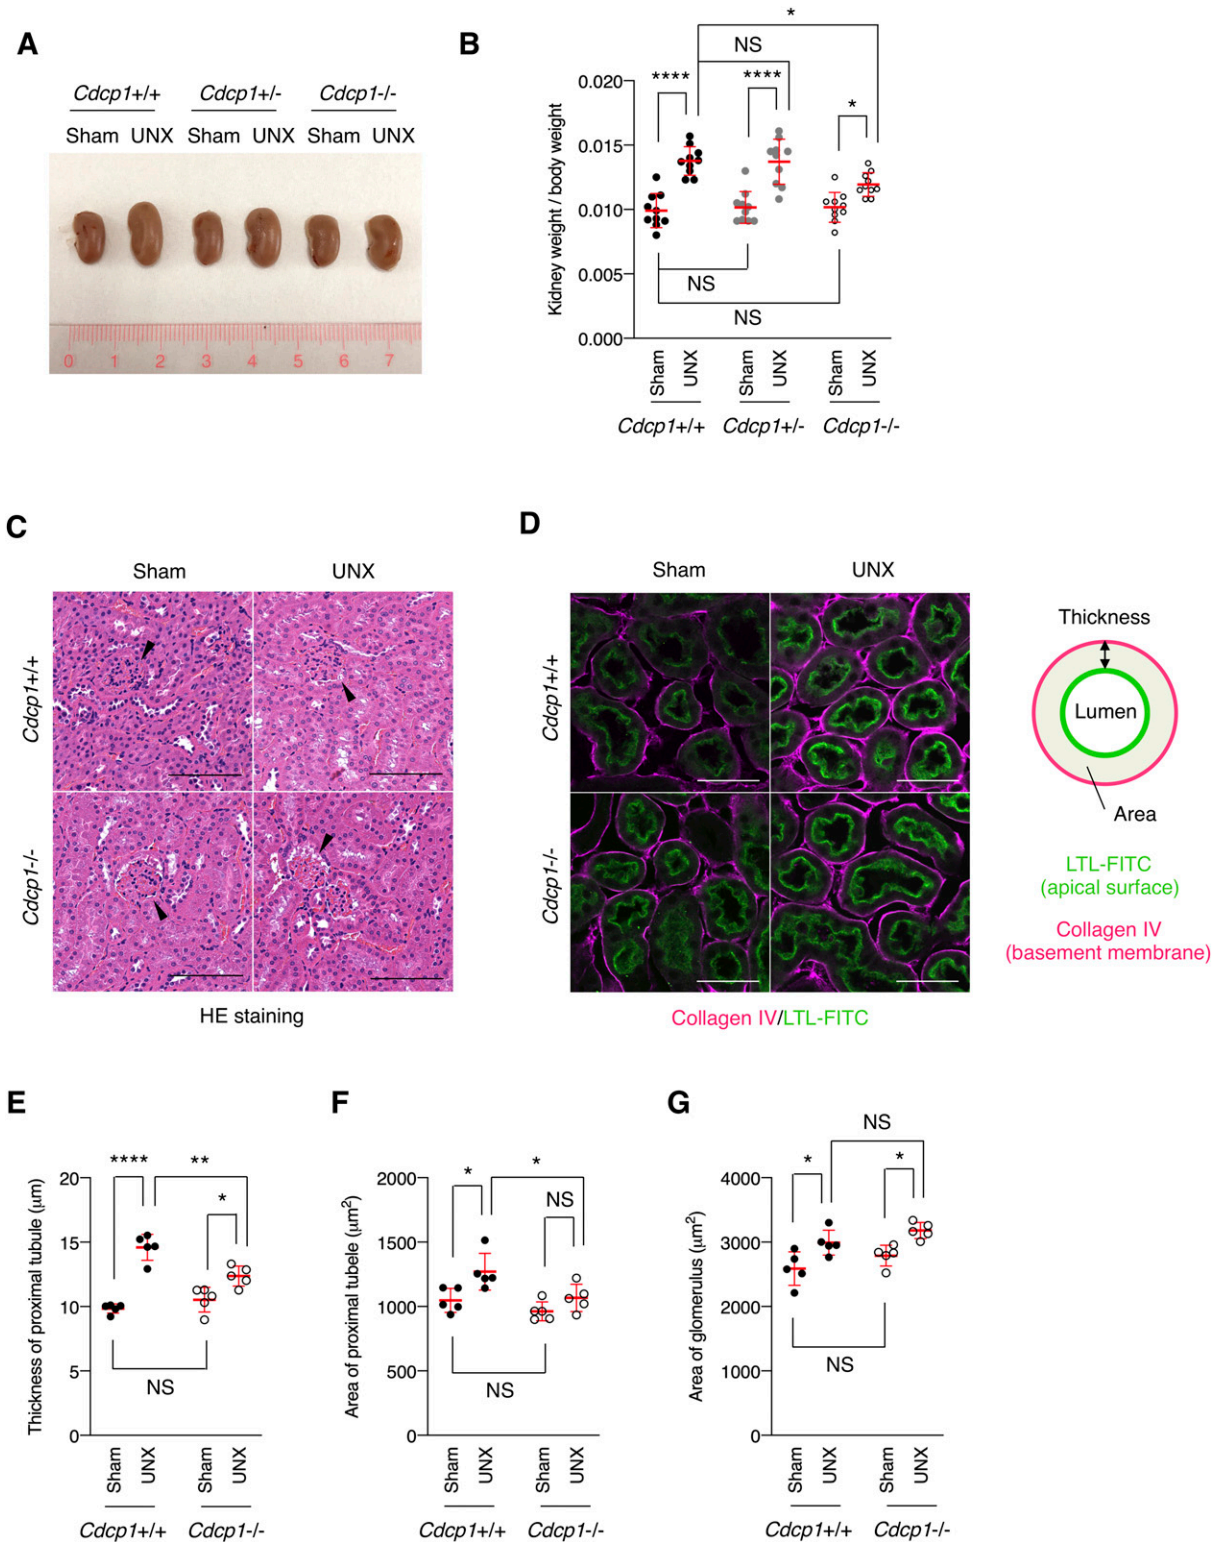 A
Cdcp1+/+ Cdcp1+/- Cdcp1-/-
Sham UNX Sham UNX Sham UNX
0 1 2 3 4 5 6 7
B
Kidney weight / body weight
0.020
0.015
0.010
0.005
0.000
*
NS
**** **** *
NS
NS
Sham UNX Sham UNX Sham UNX
Cdcp1+/+ Cdcp1+/- Cdcp1-/-
C
Sham UNX
Cdcp1+/+
Cdcp1-/-
HE staining
D
Sham UNX
Cdcp1+/+
Cdcp1-/-
Collagen IV/LTL-FITC
Thickness
Lumen
Area
LTL-FITC
(apical surface)
Collagen IV
(basement membrane)
E
Thickness of proximal tubule (μm)
20
15
10
5
0
**** **
*
NS
Sham UNX Sham UNX
Cdcp1+/+ Cdcp1-/-
F
Area of proximal tubele (μm2)
2000
1500
1000
500
0
* *
NS
NS
Sham UNX Sham UNX
Cdcp1+/+ Cdcp1-/-
G
Area of glomerulus (μm2)
4000
3000
2000
1000
0
NS
* *
NS
Sham UNX Sham UNX
Cdcp1+/+ Cdcp1-/-